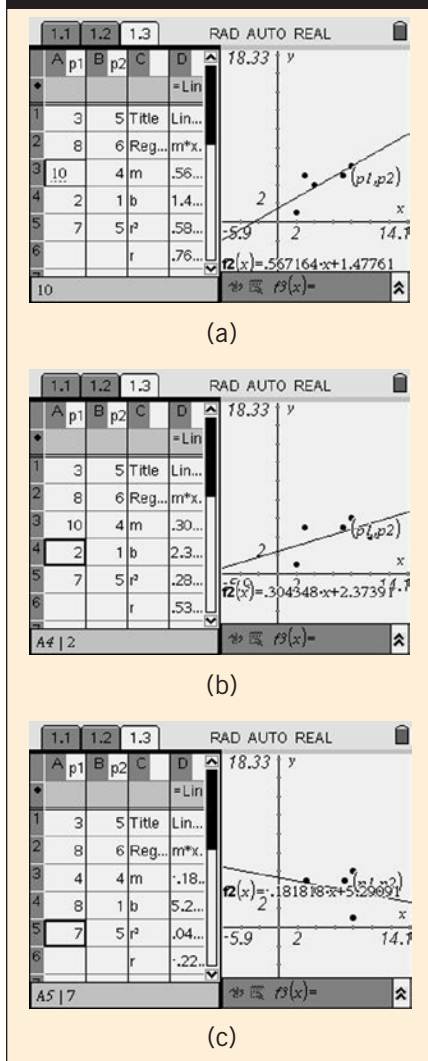 1.1 1.2 1.3 RAD AUTO REAL
A p1 B p2 C D
=Lin
1 3 5 Title Lin...
2 8 6 Reg... m*x.
3 10 4 m .56...
4 2 1 b 1.4...
5 7 5 r² .58...
6 r .76...
10
18.33 y
2
(p1,p2)
x
-5.9 2 14.1
f2(x)=.567164·x+1.47761
f3(x)=
(a)
1.1 1.2 1.3 RAD AUTO REAL
A p1 B p2 C D
=Lin
1 3 5 Title Lin...
2 8 6 Reg... m*x.
3 10 4 m .30...
4 2 1 b 2.3...
5 7 5 r² .28...
6 r .53...
A4 | 2
18.33 y
2
(p1,p2)
x
14.1
f2(x)=.304348·x+2.37391
f3(x)=
(b)
1.1 1.2 1.3 RAD AUTO REAL
A p1 B p2 C D
=Lin
1 3 5 Title Lin...
2 8 6 Reg... m*x.
3 4 4 m -.18..
4 8 1 b 5.2...
5 7 5 r² .04...
6 r -.22..
A5 | 7
18.33 y
(p1,p2)
f2(x)=-.181818·x+5.29091
2
x
-5.9 2 14.1
f3(x)=
(c)